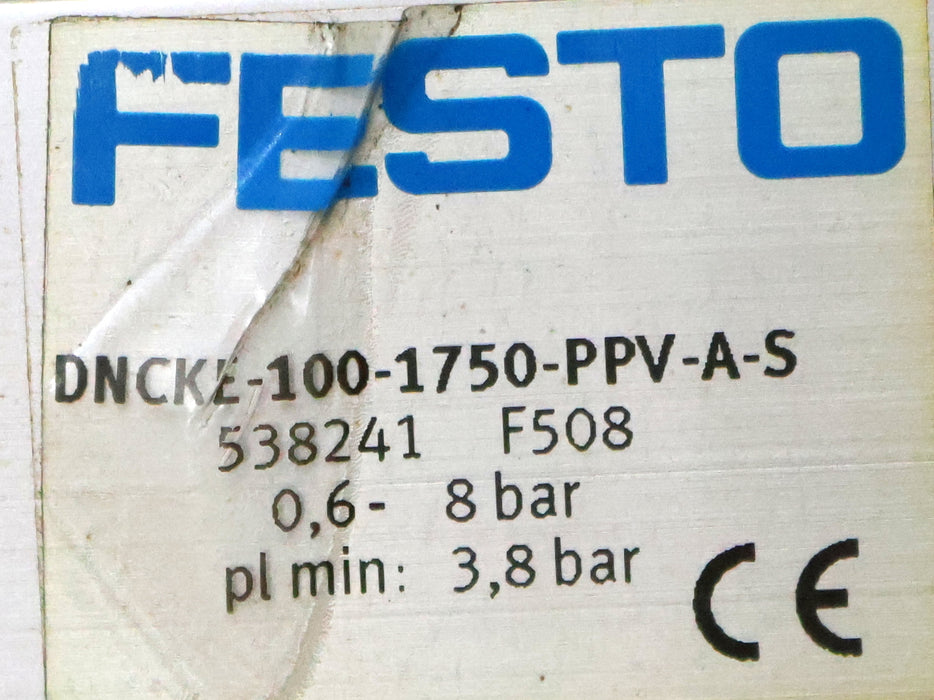 FESTO
DNCKE-100-1750-PPV-A-S
538241 F508
0,6- 8 bar
pl min: 3,8 bar
CE